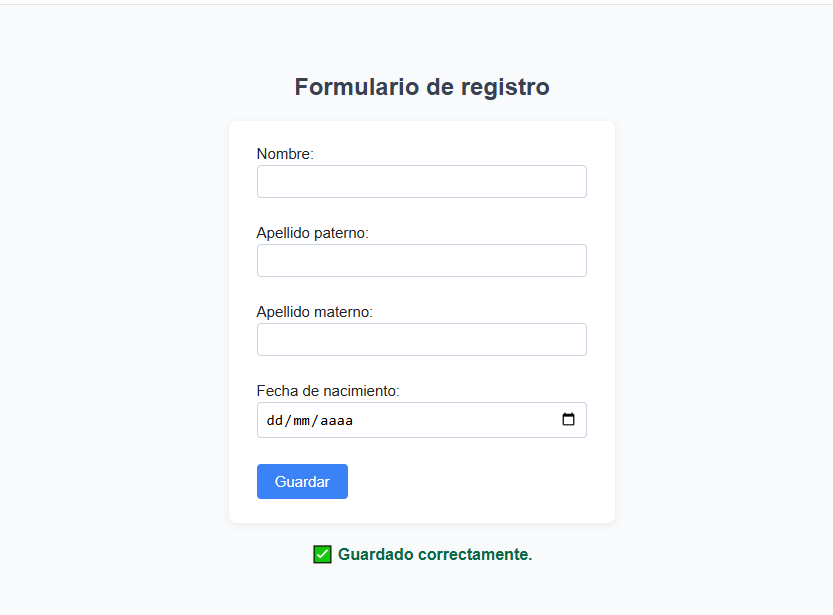 Formulario de registro
Nombre:
Apellido paterno:
Apellido materno:
Fecha de nacimiento:
dd/mm/aaaa
Guardar
✅ Guardado correctamente.